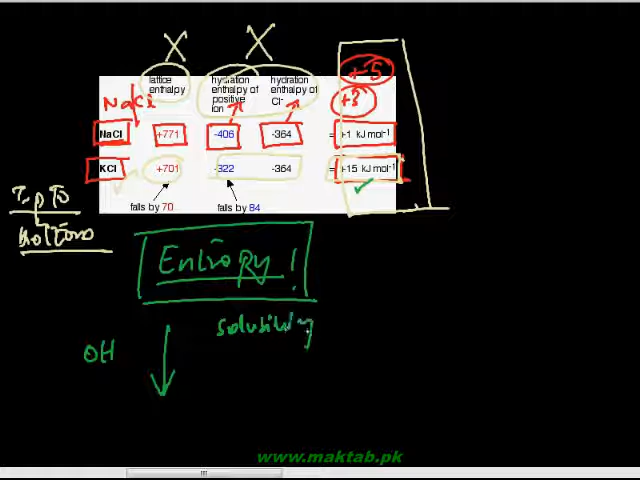 X X
lattice enthalpy
hydration enthalpy of positive ion
hydration enthalpy of Cl-
+5
NaCl
+3
NaCl +771 -406 -364 = +1 kJ mol-1
KCl +701 -322 -364 = +15 kJ mol-1
falls by 70 falls by 84
Top To
Bottom
Entropy!
Solubility
OH
www.maktab.pk